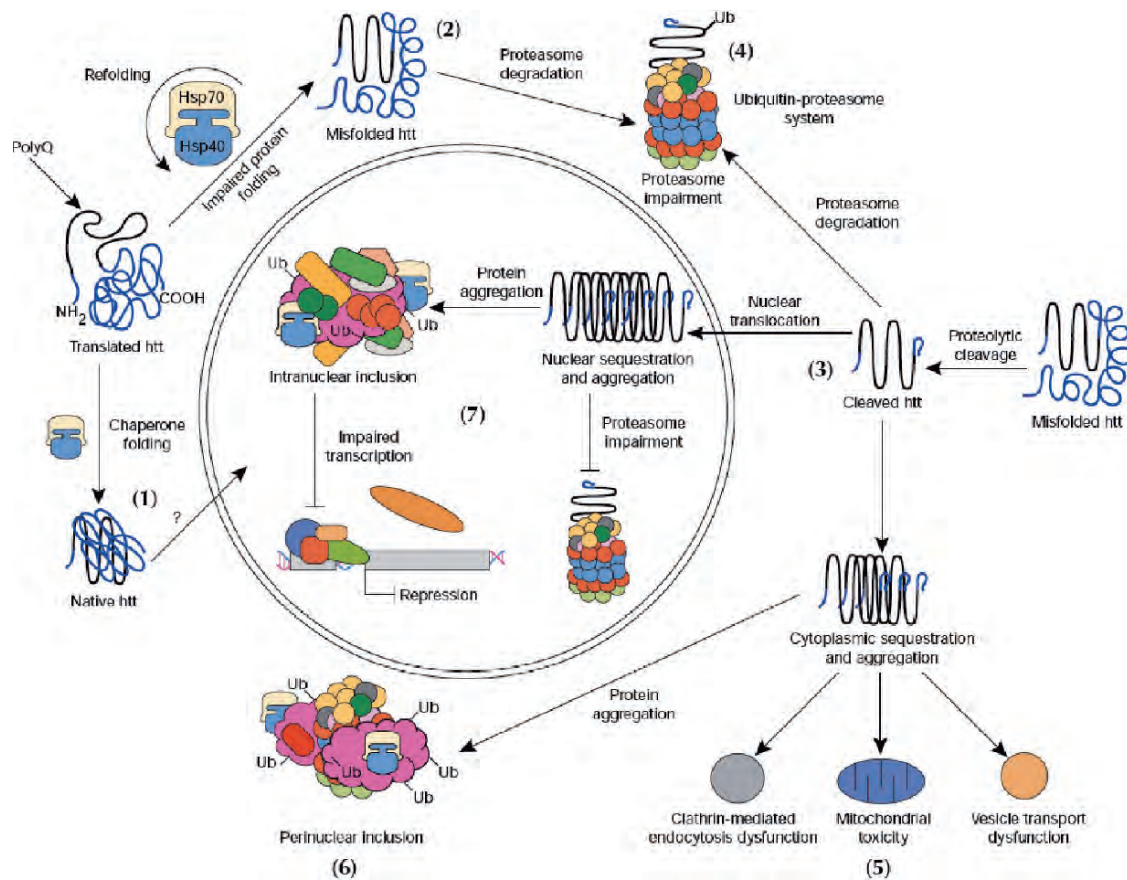 (2)
Ub
(4)
Proteasome
degradation
Refolding
Hsp70
Hsp40
Ubiquitin-proteasome
system
Misfolded htt
PolyQ
Impaired protein
folding
Proteasome
impairment
Proteasome
degradation
NH2
COOH
Translated htt
Ub
Ub
Ub
Protein
aggregation
Intranuclear inclusion
Nuclear sequestration
and aggregation
Nuclear
translocation
(3)
Cleaved htt
Proteolytic
cleavage
Misfolded htt
(7)
Chaperone
folding
Impaired
transcription
Proteasome
impairment
(1)
?
Native htt
Repression
Cytoplasmic sequestration
and aggregation
Protein
aggregation
Ub
Ub
Ub
Ub
Ub
Ub
Perinuclear inclusion
(6)
Clathrin-mediated
endocytosis dysfunction
Mitochondrial
toxicity
Vesicle transport
dysfunction
(5)